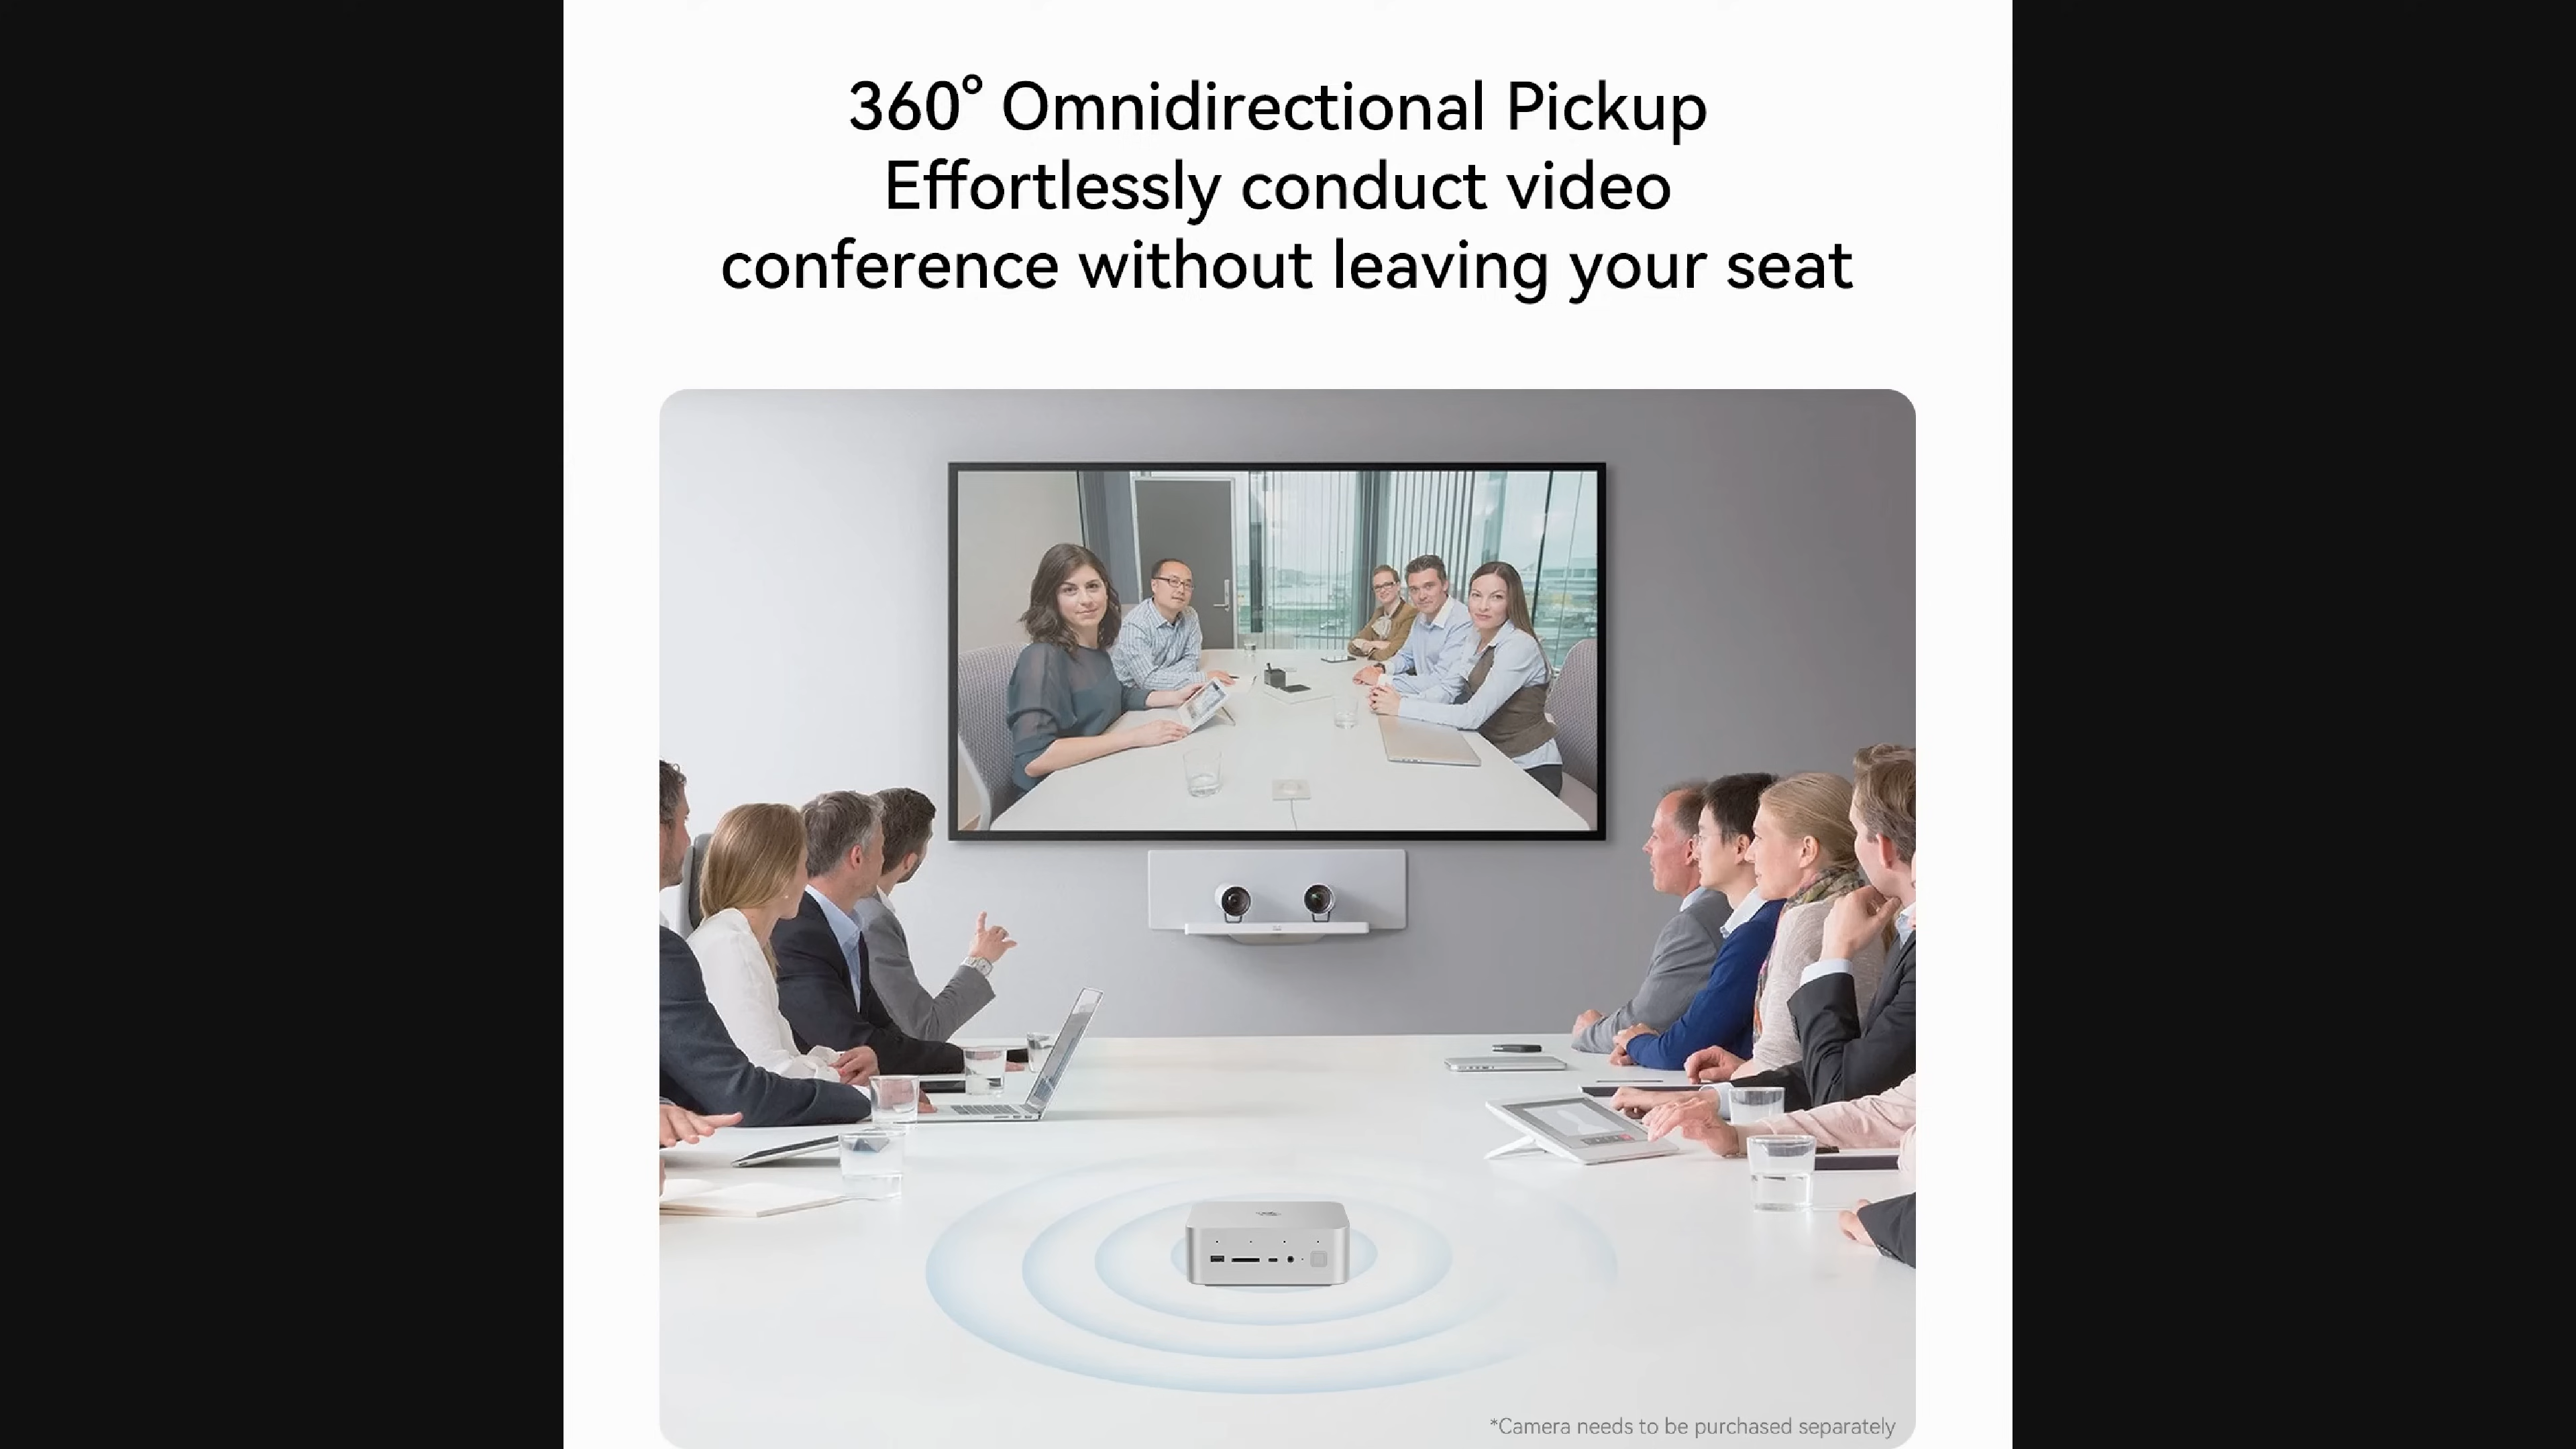 360° Omnidirectional Pickup
Effortlessly conduct video
conference without leaving your seat
*Camera needs to be purchased separately